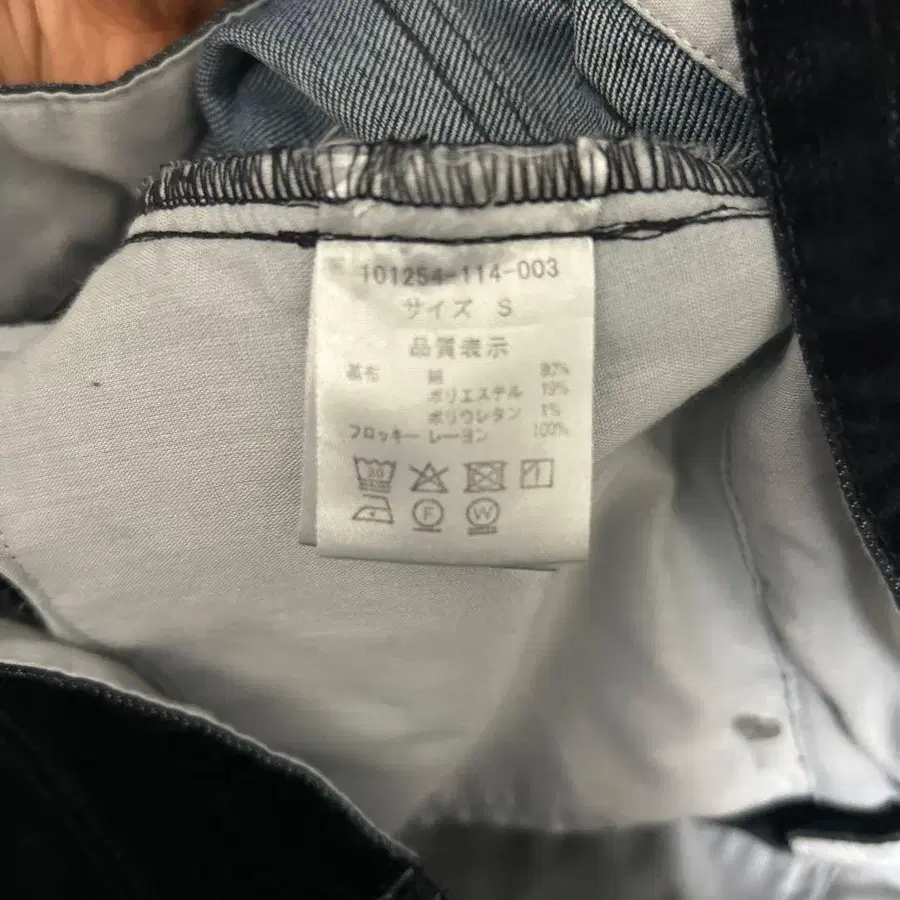 101254-114-003
サイズ S
品質表示
基布 綿 80%
ポリエステル 19%
ポリウレタン 1%
フロッキー レーヨン 100%
30
F W